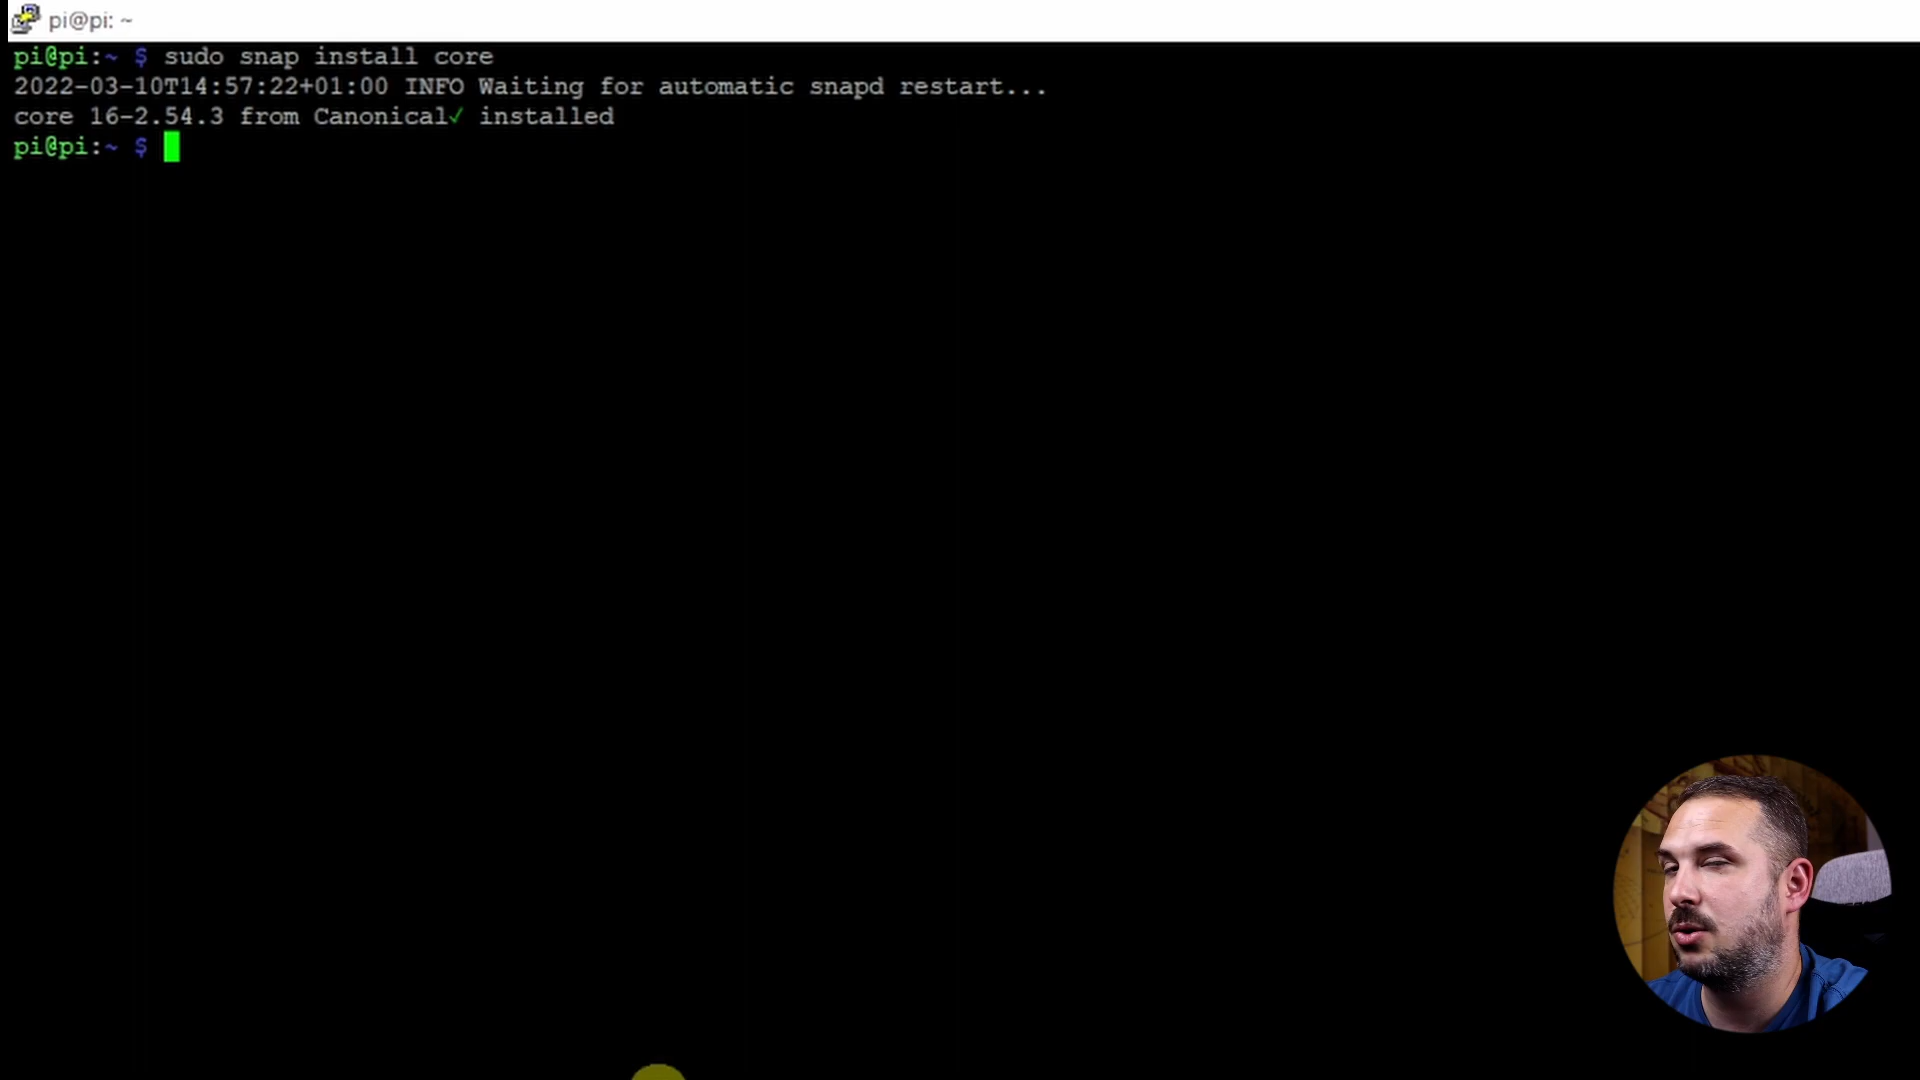 pi@pi: ~
pi@pi:~ $ sudo snap install core
2022-03-10T14:57:22+01:00 INFO Waiting for automatic snapd restart...
core 16-2.54.3 from Canonical✓ installed
pi@pi:~ $